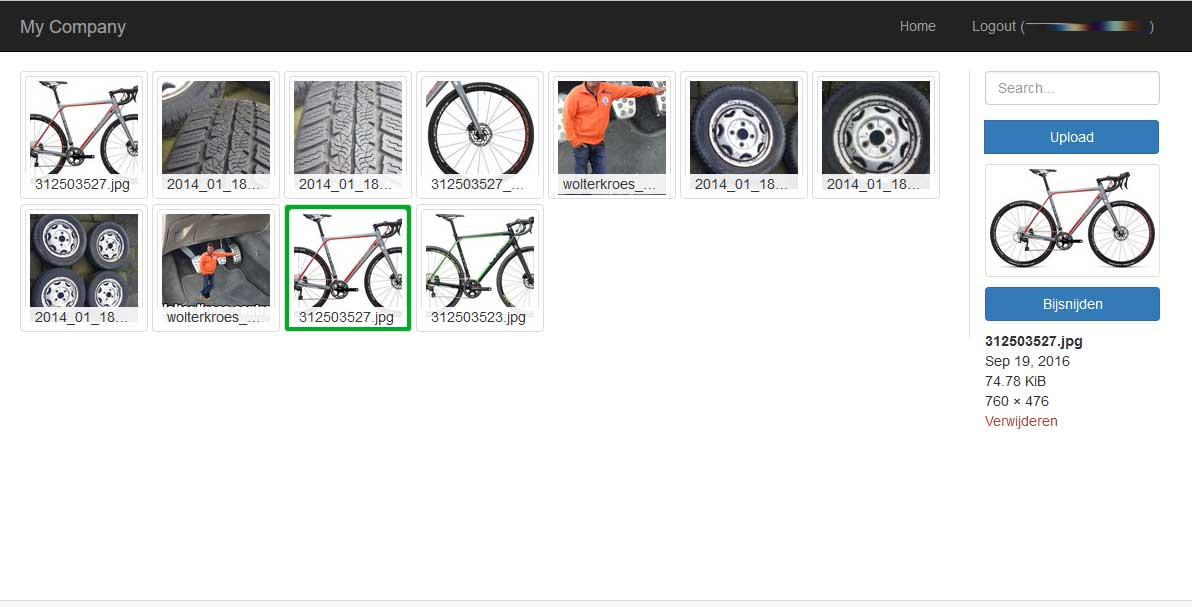 My Company
Home
Logout ( )
312503527.jpg
2014_01_18...
2014_01_18...
312503527_...
wolterkroes_...
2014_01_18...
2014_01_18...
2014_01_18...
wolterkroes_...
312503527.jpg
312503523.jpg
Search...
Upload
Bijsnijden
312503527.jpg
Sep 19, 2016
74.78 KiB
760 × 476
Verwijderen